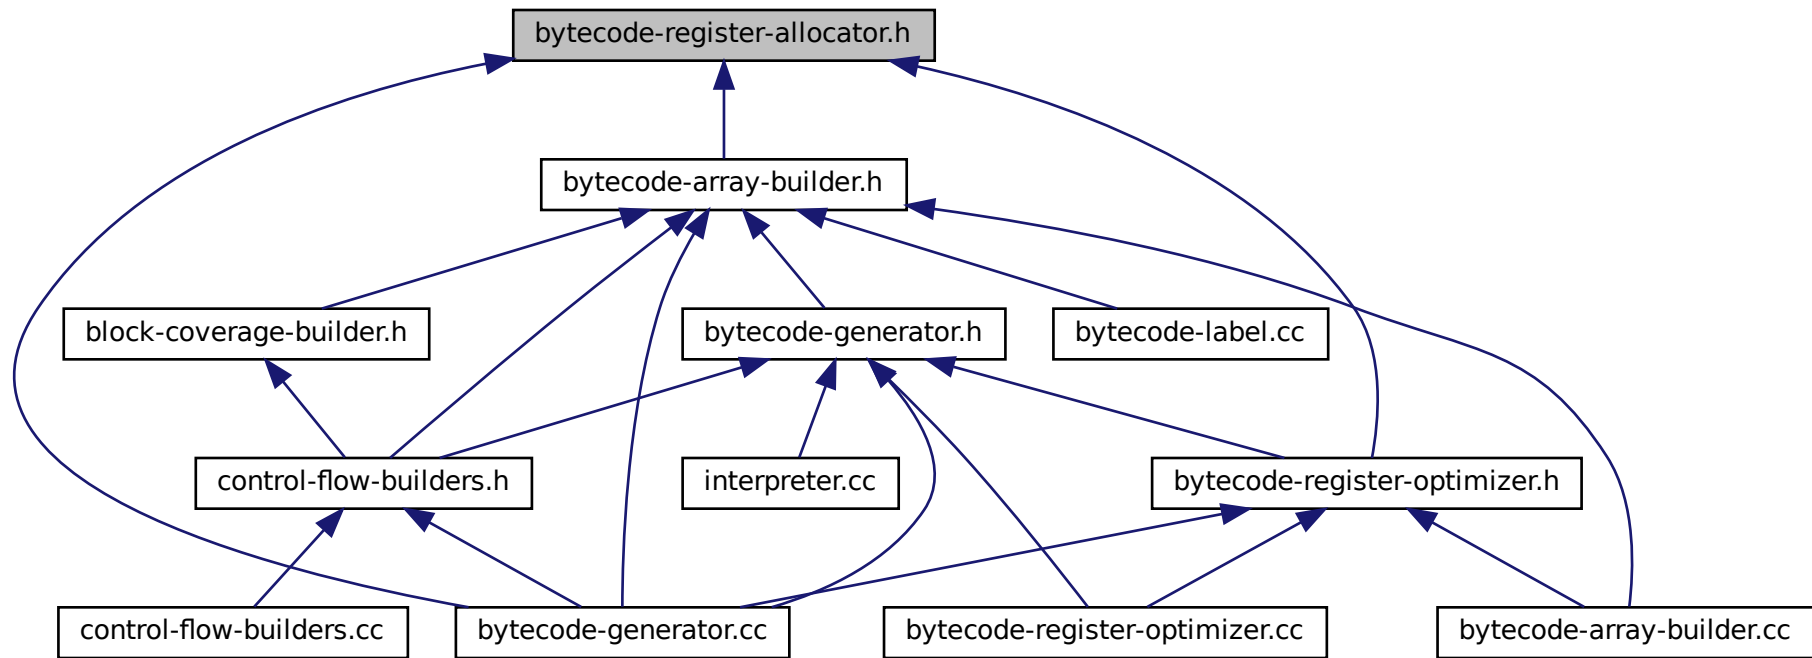 bytecode-register-allocator.h
bytecode-array-builder.h
block-coverage-builder.h
bytecode-generator.h
bytecode-label.cc
control-flow-builders.h
interpreter.cc
bytecode-register-optimizer.h
control-flow-builders.cc
bytecode-generator.cc
bytecode-register-optimizer.cc
bytecode-array-builder.cc